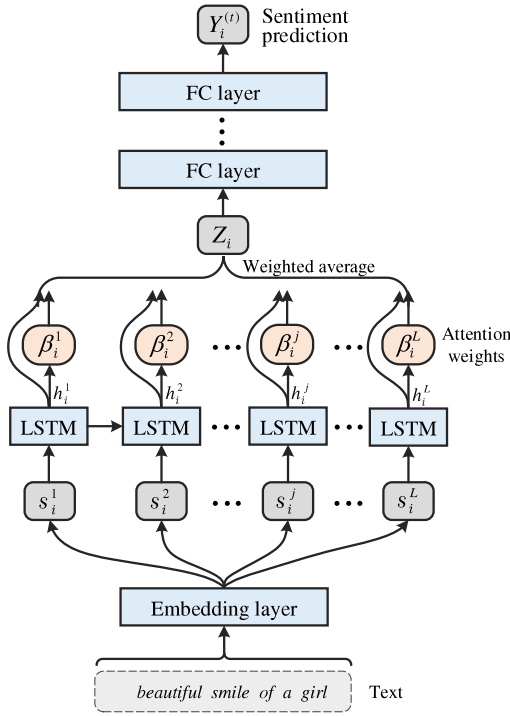 Y_i^{(t)} Sentiment
prediction
FC layer
FC layer
Z_i
Weighted average
β_i^1 β_i^2 ... β_i^j ... β_i^L Attention
weights
h_i^1 h_i^2 h_i^j h_i^L
LSTM LSTM ... LSTM ... LSTM
s_i^1 s_i^2 ... s_i^j ... s_i^L
Embedding layer
beautiful smile of a girl Text